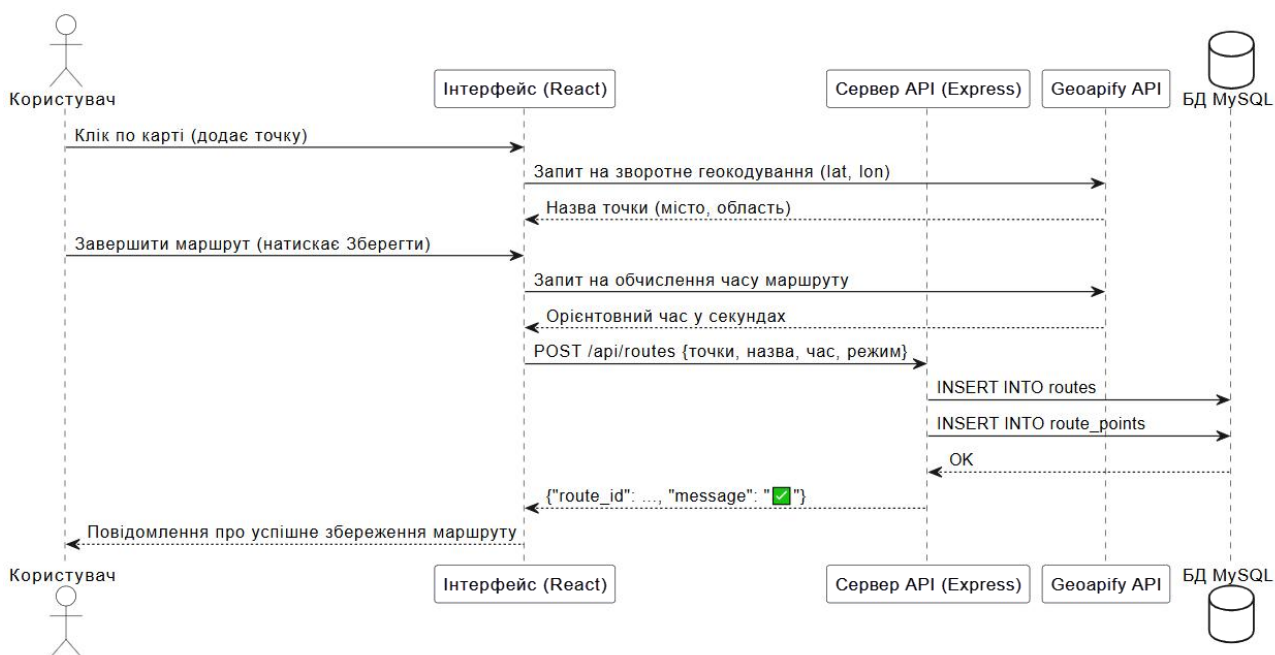 Користувач
Інтерфейс (React)
Сервер API (Express)
Geoapify API
БД MySQL
Клік по карті (додає точку)
Запит на зворотне геокодування (lat, lon)
Назва точки (місто, область)
Завершити маршрут (натискає Зберегти)
Запит на обчислення часу маршруту
Орієнтовний час у секундах
POST /api/routes {точки, назва, час, режим}
INSERT INTO routes
INSERT INTO route_points
OK
{"route_id": ..., "message": "✅"}
Повідомлення про успішне збереження маршруту
Користувач
Інтерфейс (React)
Сервер API (Express)
Geoapify API
БД MySQL